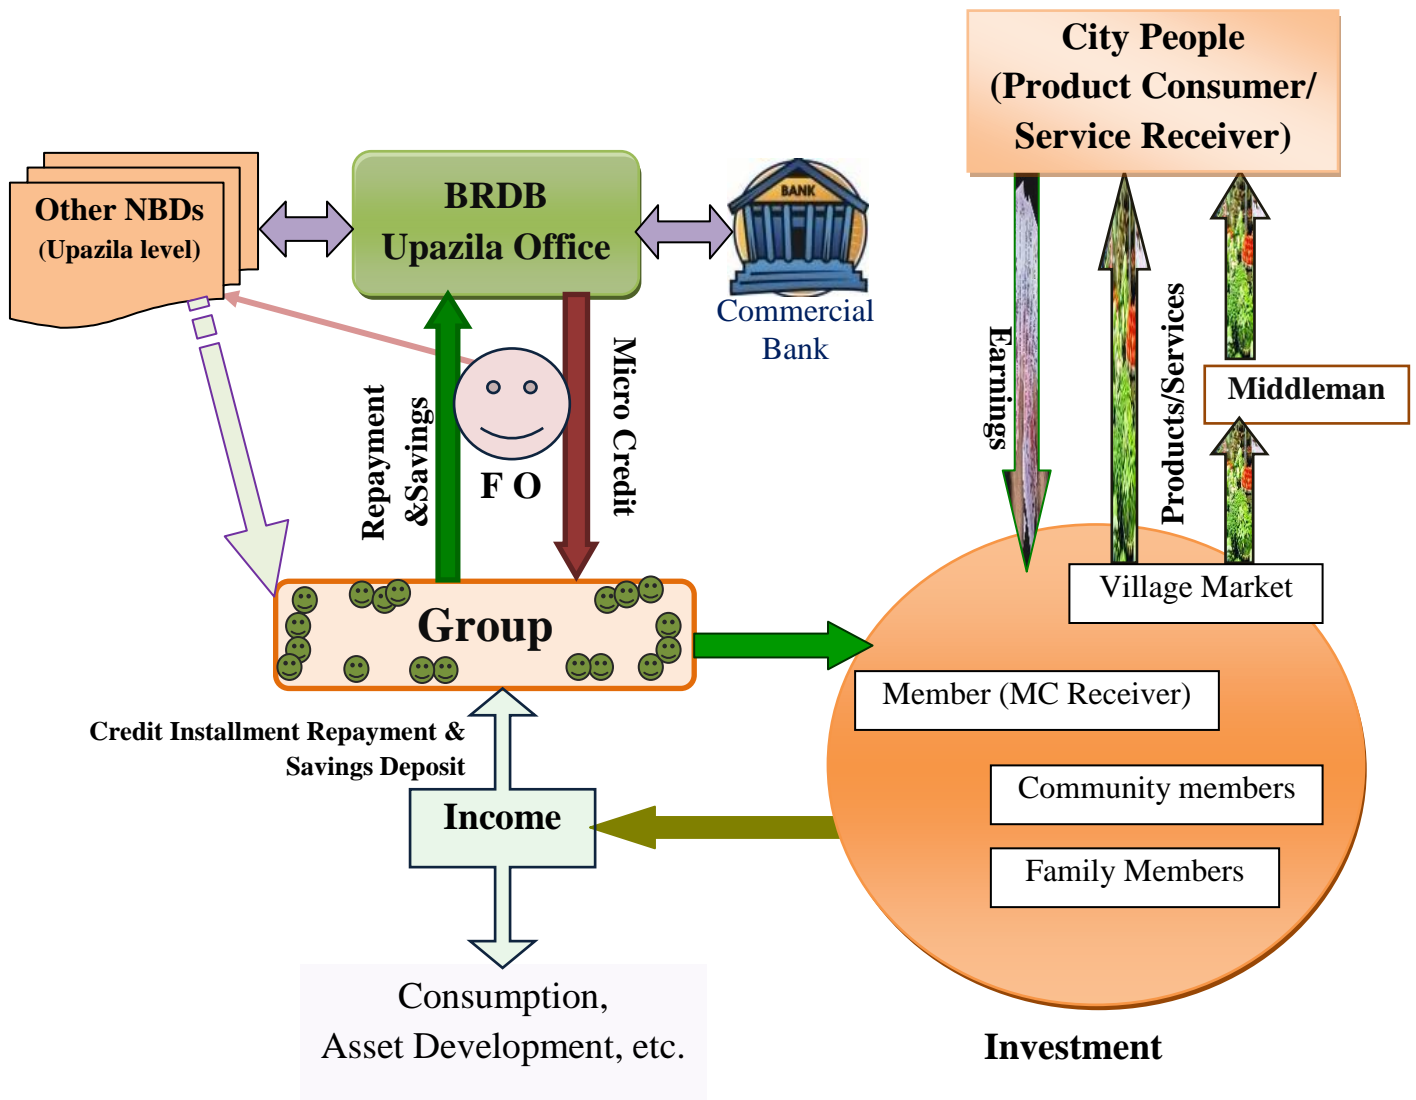 City People
(Product Consumer/
Service Receiver)
Other NBDs
(Upazila level)
BRDB
Upazila Office
BANK
Commercial
Bank
Earnings
Products/Services
Middleman
Repayment
&Savings
F O
Micro Credit
Village Market
Group
Member (MC Receiver)
Credit Installment Repayment &
Savings Deposit
Community members
Income
Family Members
Consumption,
Asset Development, etc.
Investment